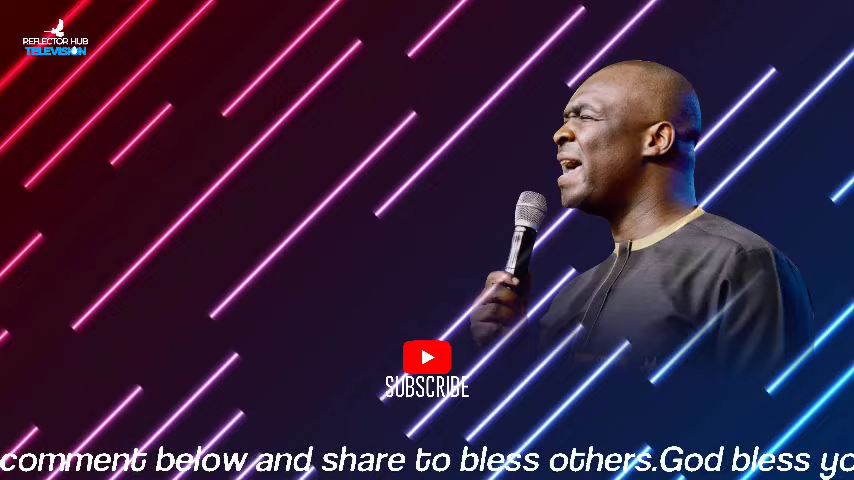 REFLECTOR HUB
TELEVISION
SUBSCRIBE
comment below and share to bless others.God bless yo